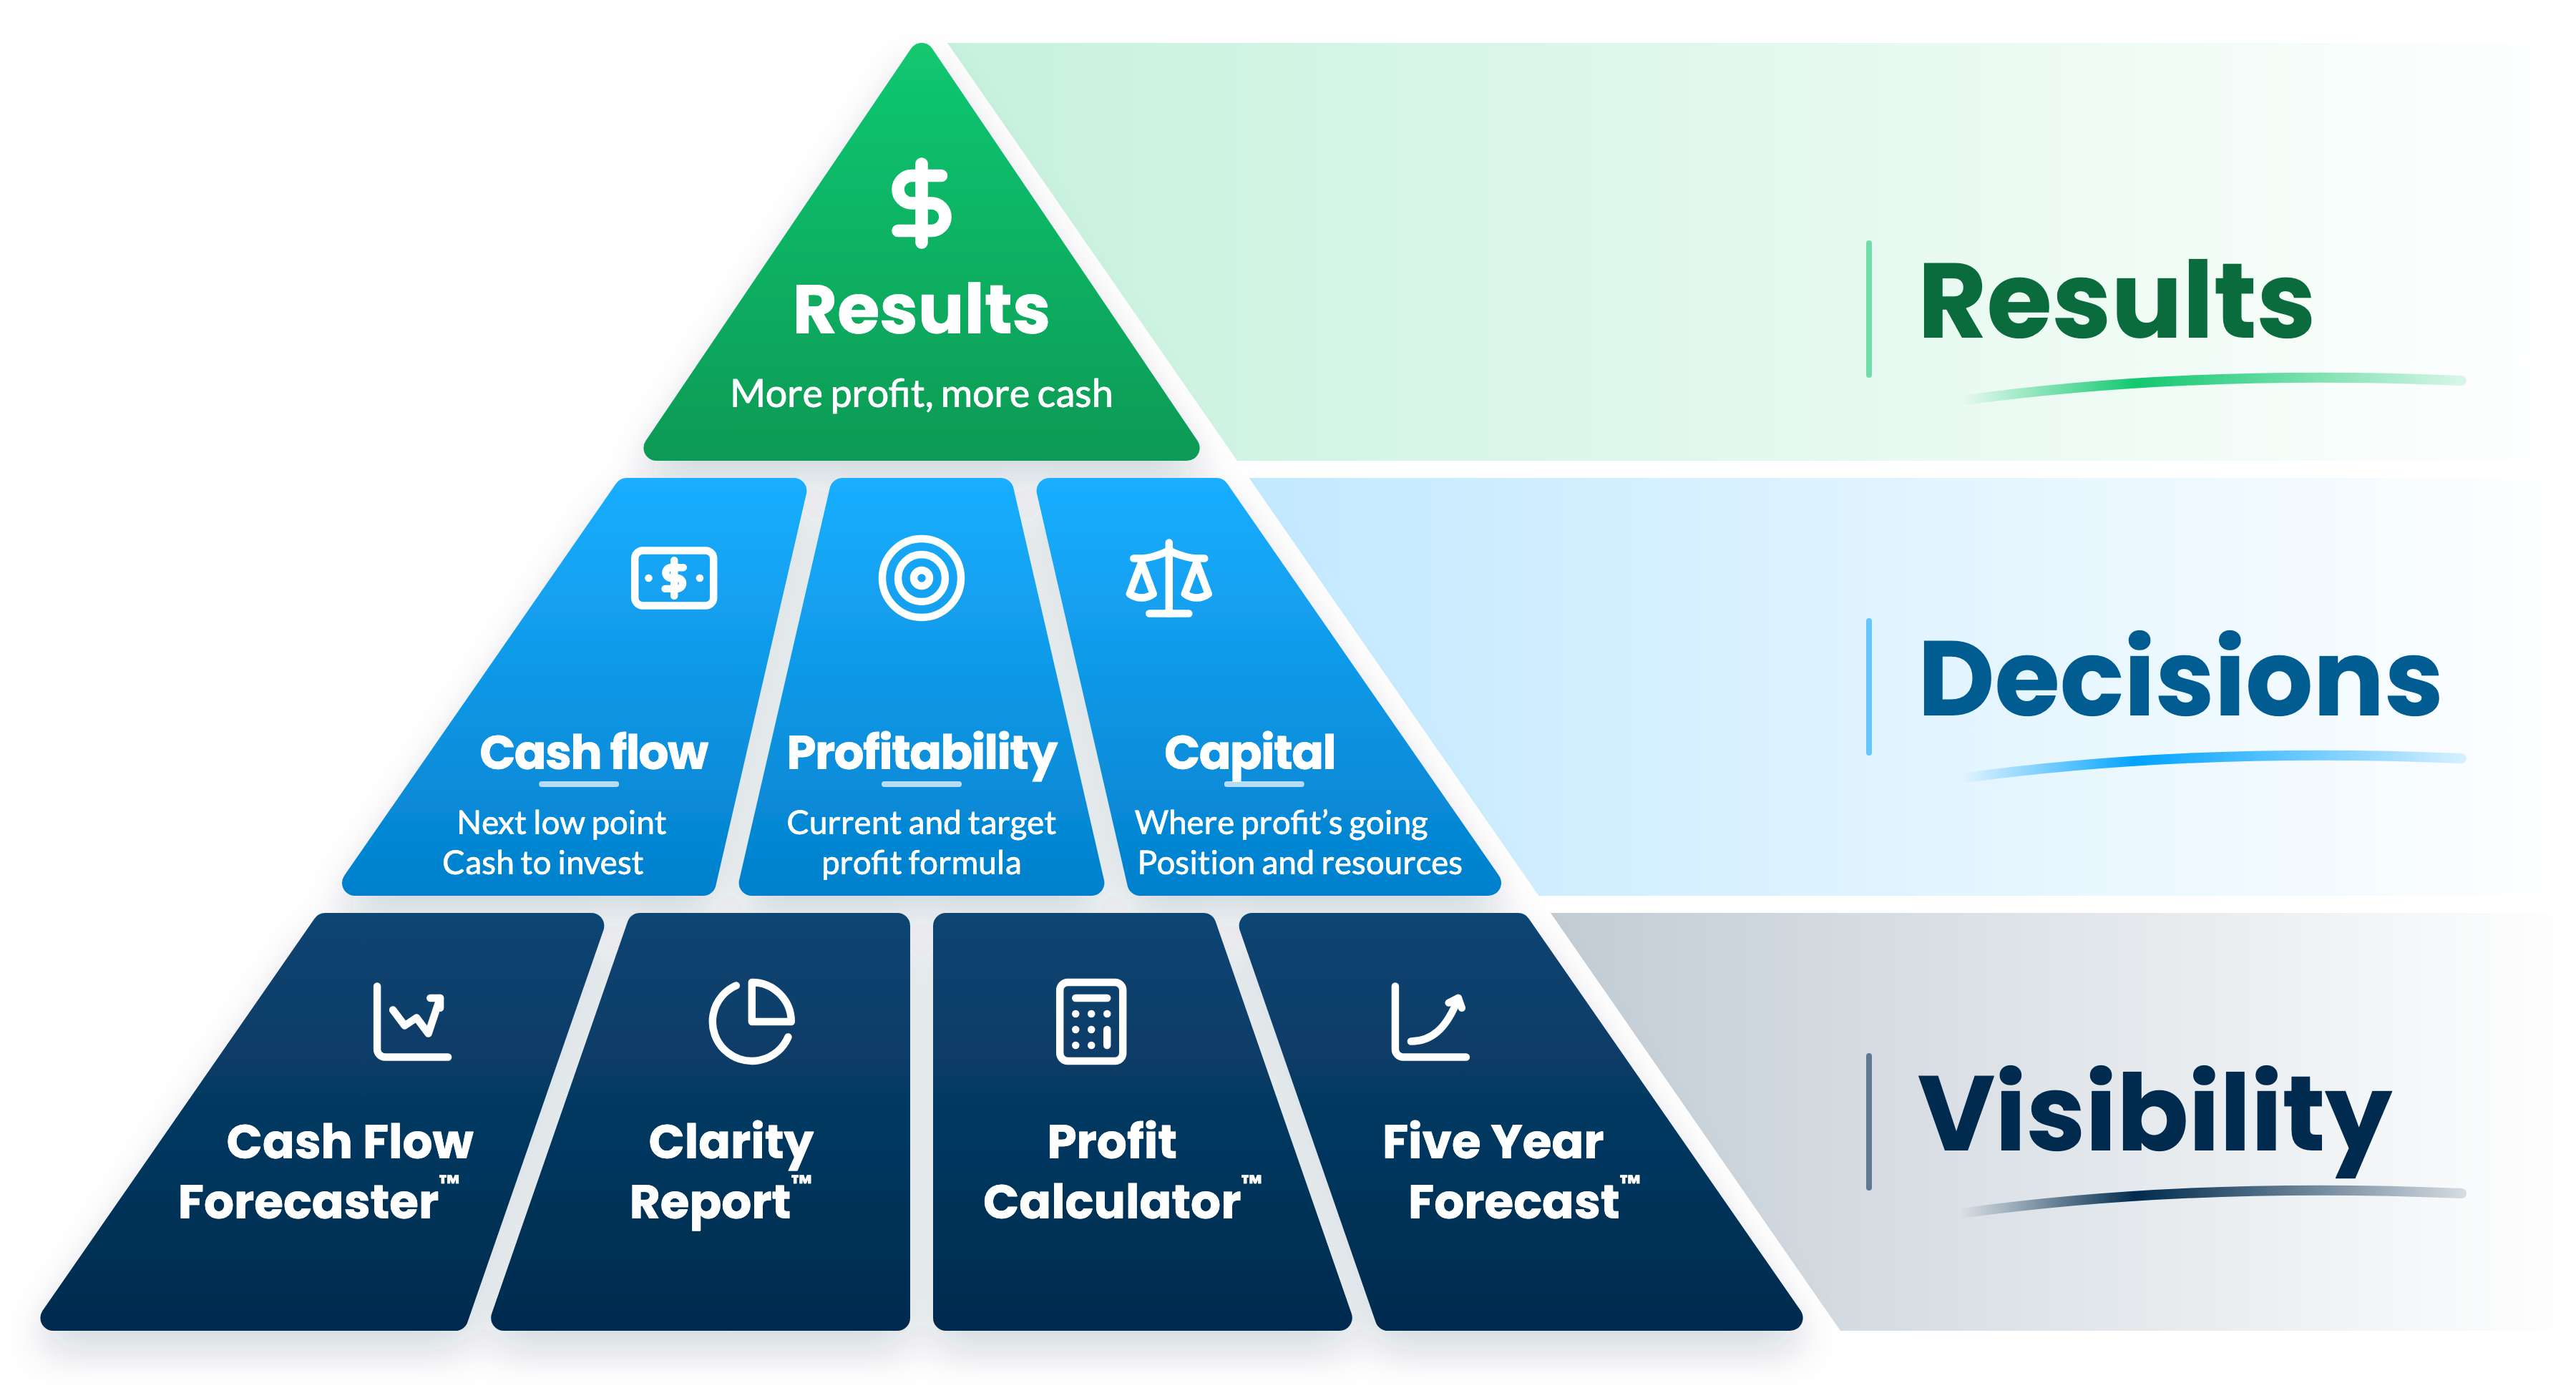 $
Results
More profit, more cash
Results
$
Cash flow
Next low point
Cash to invest
Profitability
Current and target
profit formula
Capital
Where profit’s going
Position and resources
Decisions
Cash Flow
Forecaster™
Clarity
Report™
Profit
Calculator™
Five Year
Forecast™
Visibility